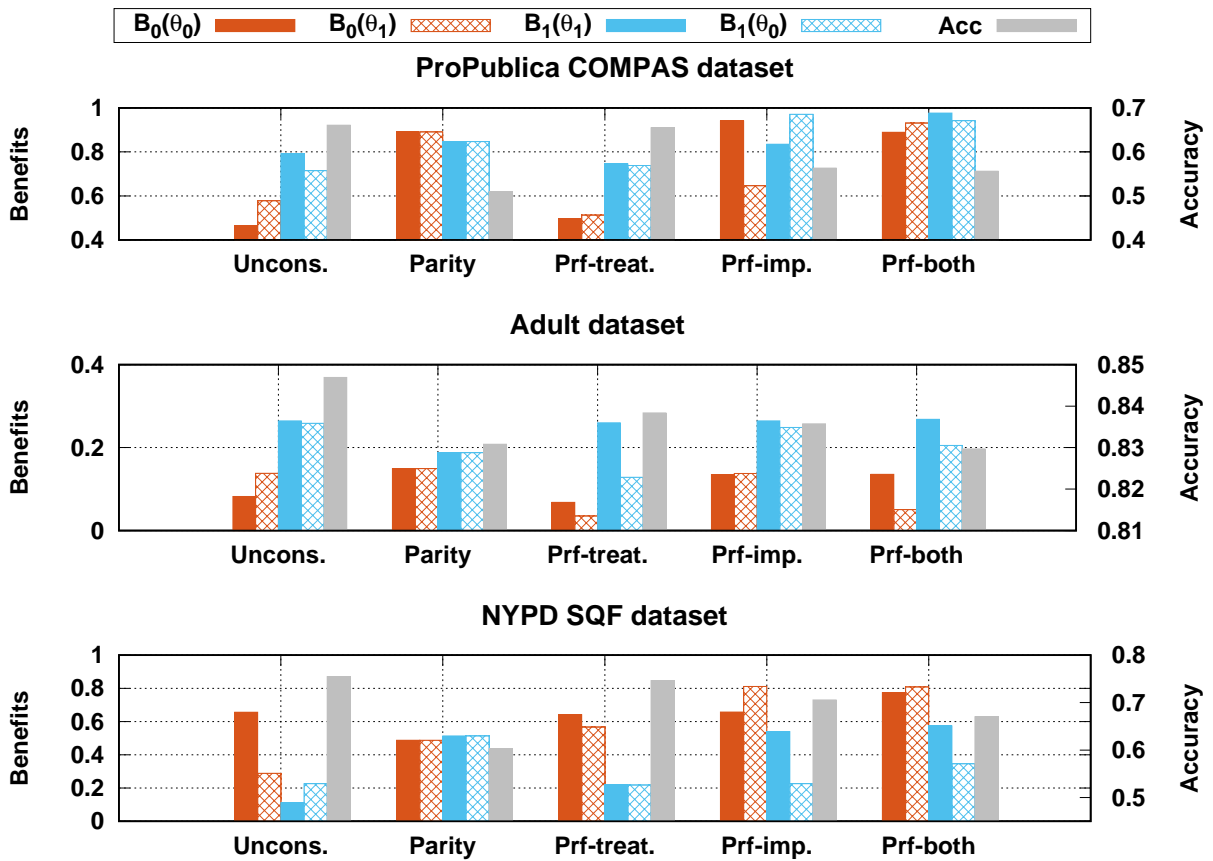 B₀(θ₀) B₀(θ₁) B₁(θ₁) B₁(θ₀) Acc
ProPublica COMPAS dataset
Benefits
1
0.8
0.6
0.4
0.7
0.6
0.5
0.4
Accuracy
Uncons. Parity Prf-treat. Prf-imp. Prf-both
Adult dataset
Benefits
0.4
0.2
0
0.85
0.84
0.83
0.82
0.81
Accuracy
Uncons. Parity Prf-treat. Prf-imp. Prf-both
NYPD SQF dataset
Benefits
1
0.8
0.6
0.4
0.2
0
0.8
0.7
0.6
0.5
Accuracy
Uncons. Parity Prf-treat. Prf-imp. Prf-both